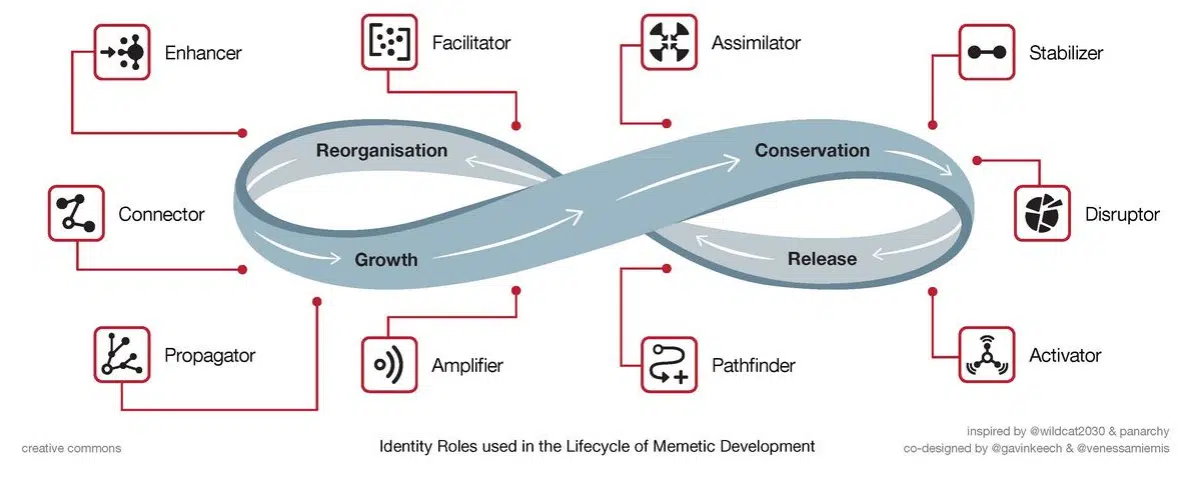 Enhancer
Facilitator
Assimilator
Stabilizer
Reorganisation
Conservation
Connector
Disruptor
Growth
Release
Propagator
Amplifier
Pathfinder
Activator
creative commons
Identity Roles used in the Lifecycle of Memetic Development
inspired by @wildcat2030 & panarchy
co-designed by @gavinkeech & @venessamiemis